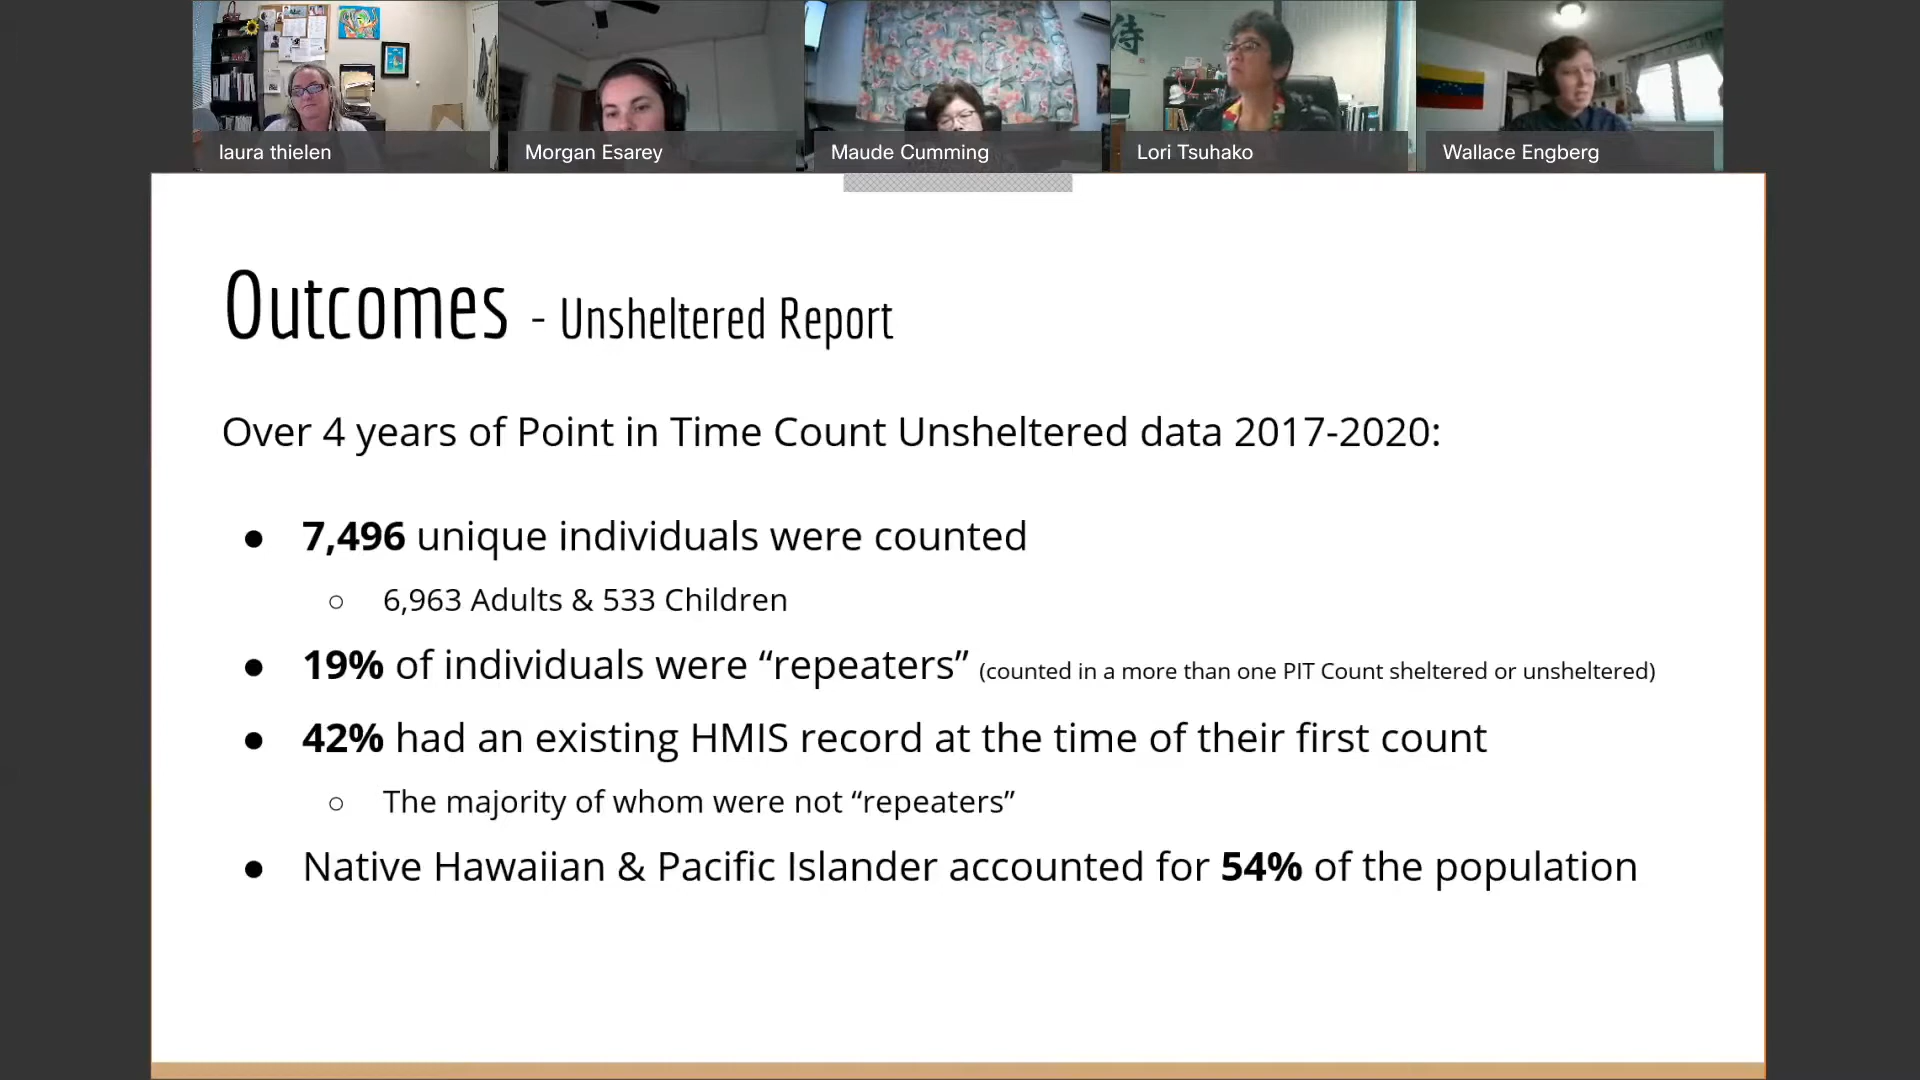 laura thielen
Morgan Esarey
Maude Cumming
侍
Lori Tsuhako
Wallace Engberg
Outcomes - Unsheltered Report
Over 4 years of Point in Time Count Unsheltered data 2017-2020:
● 7,496 unique individuals were counted
○ 6,963 Adults & 533 Children
● 19% of individuals were “repeaters” (counted in a more than one PIT Count sheltered or unsheltered)
● 42% had an existing HMIS record at the time of their first count
○ The majority of whom were not “repeaters”
● Native Hawaiian & Pacific Islander accounted for 54% of the population